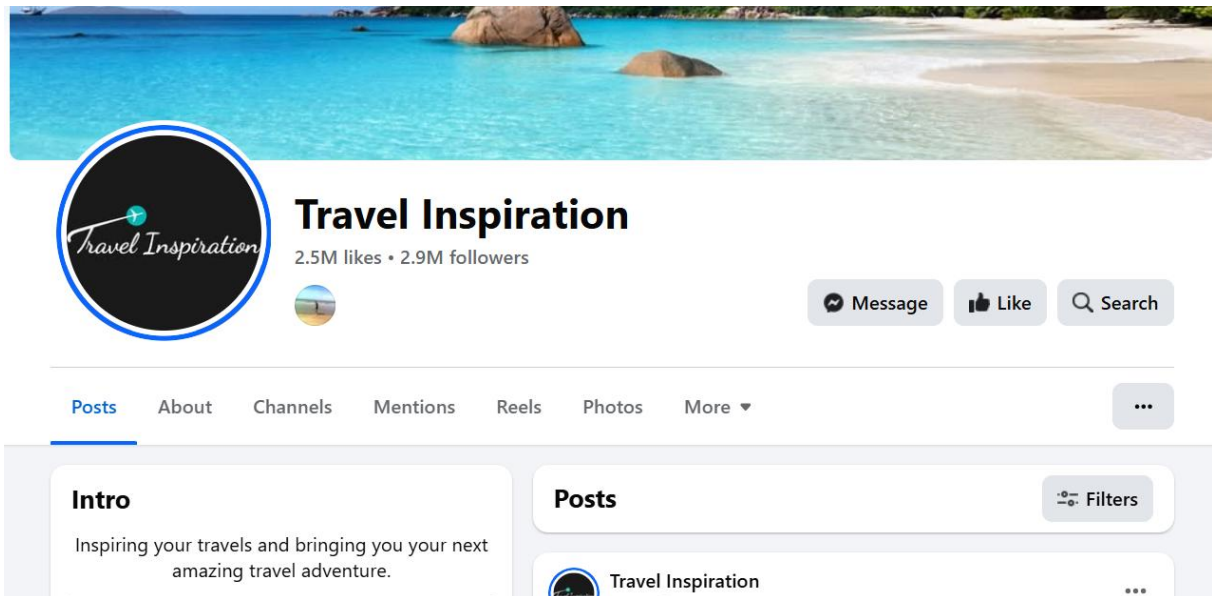 Travel Inspiration
Travel Inspiration
2.5M likes • 2.9M followers
Message
Like
Search
Posts
About
Channels
Mentions
Reels
Photos
More
Intro
Inspiring your travels and bringing you your next
amazing travel adventure.
Posts
Filters
Travel Inspiration